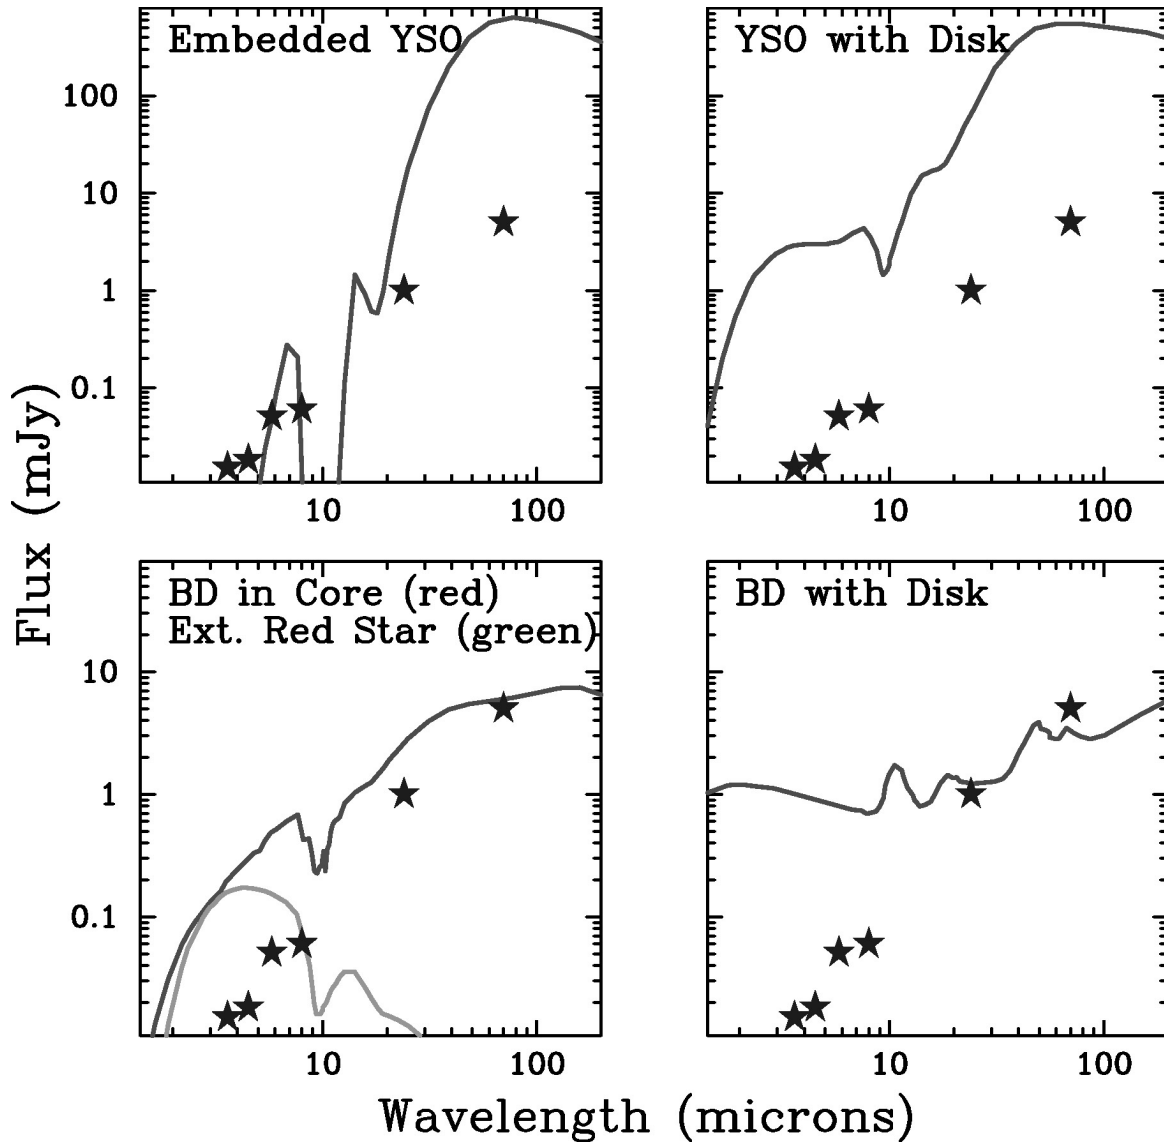 Embedded YSO
YSO with Disk
100
10
1
0.1
10
100
10
100
BD in Core (red)
Ext. Red Star (green)
BD with Disk
10
1
0.1
10
100
10
100
Flux (mJy)
Wavelength (microns)